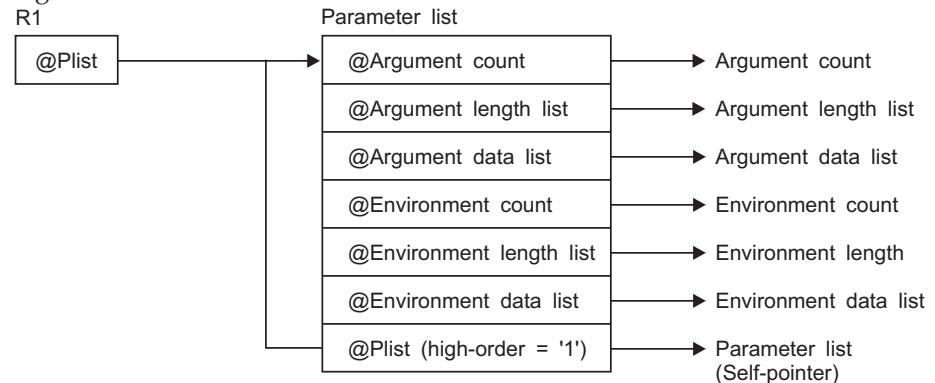 R1
Parameter list
@Plist
@Argument count
Argument count
@Argument length list
Argument length list
@Argument data list
Argument data list
@Environment count
Environment count
@Environment length list
Environment length
@Environment data list
Environment data list
@Plist (high-order = '1')
Parameter list
(Self-pointer)